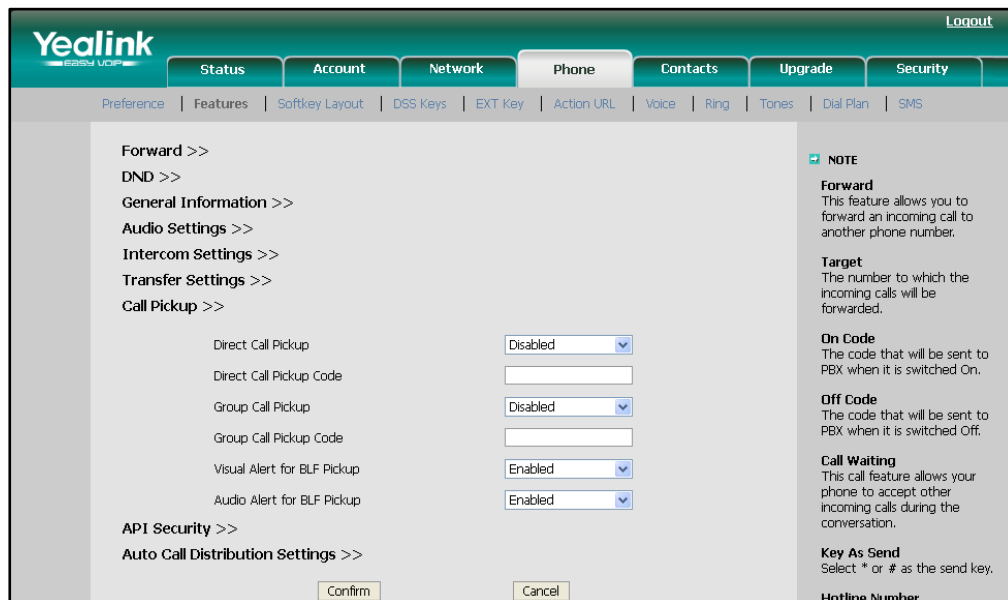 Logout
Yealink
EASY VOIP
Status Account Network Phone Contacts Upgrade Security
Preference | Features | Softkey Layout | DSS Keys | EXT Key | Action URL | Voice | Ring | Tones | Dial Plan | SMS
Forward >>
DND >>
General Information >>
Audio Settings >>
Intercom Settings >>
Transfer Settings >>
Call Pickup >>
Direct Call Pickup Disabled
Direct Call Pickup Code
Group Call Pickup Disabled
Group Call Pickup Code
Visual Alert for BLF Pickup Enabled
Audio Alert for BLF Pickup Enabled
API Security >>
Auto Call Distribution Settings >>
Confirm Cancel
NOTE
Forward
This feature allows you to
forward an incoming call to
another phone number.
Target
The number to which the
incoming calls will be
forwarded.
On Code
The code that will be sent to
PBX when it is switched On.
Off Code
The code that will be sent to
PBX when it is switched Off.
Call Waiting
This call feature allows your
phone to accept other
incoming calls during the
conversation.
Key As Send
Select * or # as the send key.
Hotline Number